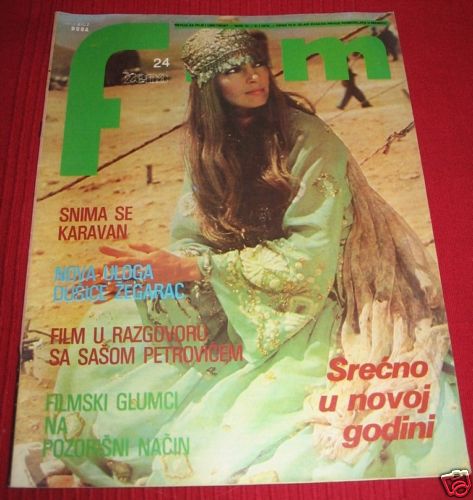 film
24
SNIMA SE
KARAVAN
NOVA ULOGA
DUŠICE ŽEGARAC
FILM U RAZGOVORU
SA SAŠOM PETROVIĆEM
FILMSKI GLUMCI
NA
POZORIŠNI NAČIN
Srećno
u novoj
godini